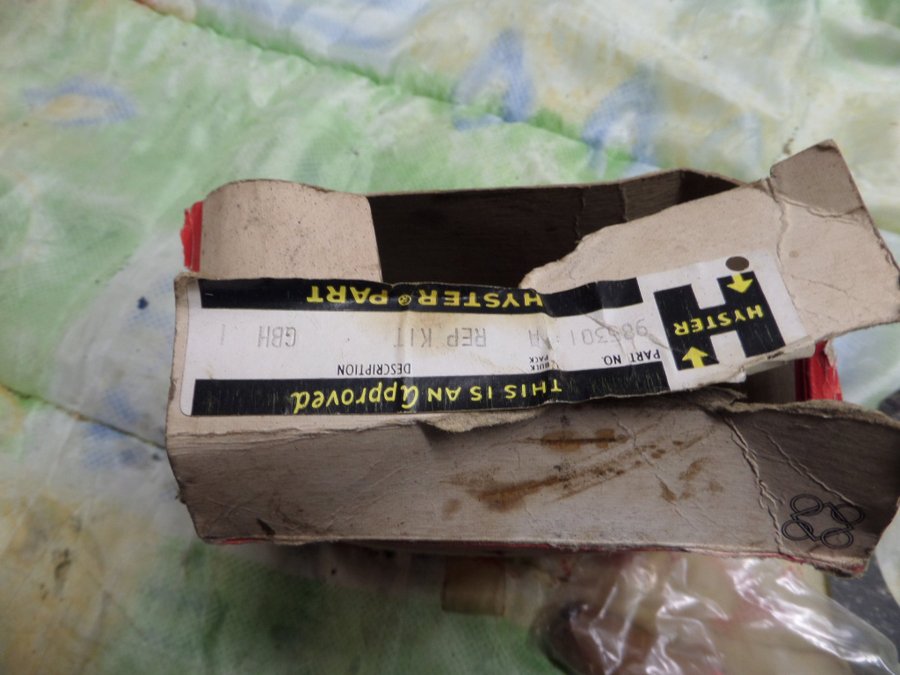 HYSTER
THIS IS AN approved
PART NO. BULK PACK DESCRIPTION
REP KIT GBH 1
HYSTER® PART